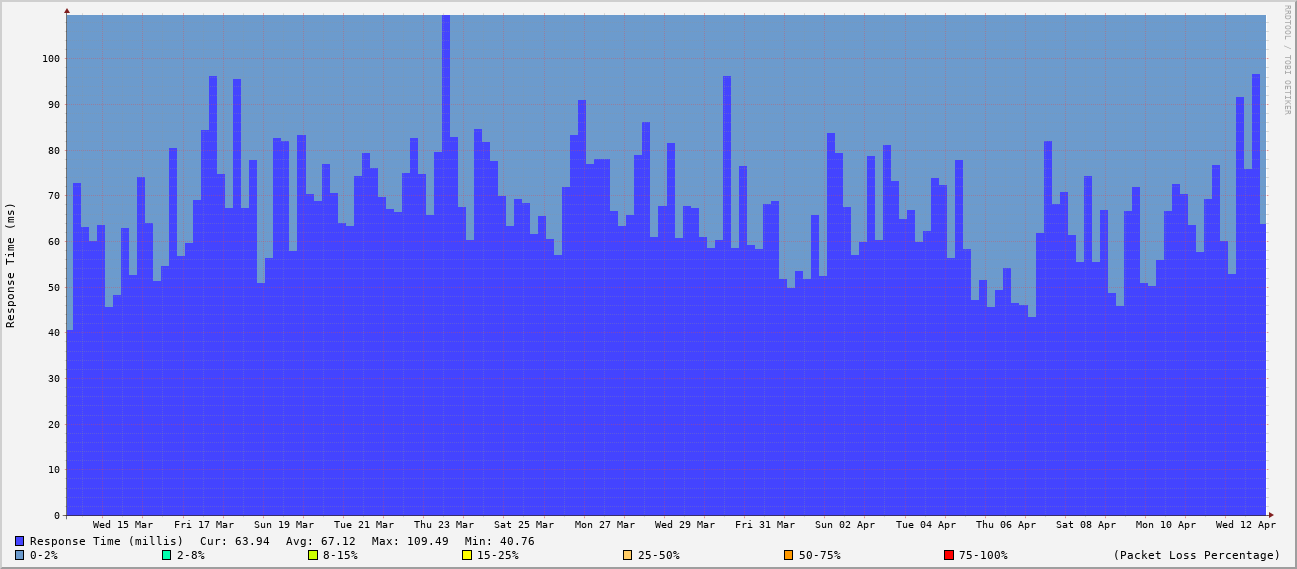 RRDTOOL / TOBI OETIKER
Response Time (ms)
100
90
80
70
60
50
40
30
20
10
0
Wed 15 Mar Fri 17 Mar Sun 19 Mar Tue 21 Mar Thu 23 Mar Sat 25 Mar Mon 27 Mar Wed 29 Mar Fri 31 Mar Sun 02 Apr Tue 04 Apr Thu 06 Apr Sat 08 Apr Mon 10 Apr Wed 12 Apr
Response Time (millis) Cur: 63.94 Avg: 67.12 Max: 109.49 Min: 40.76
0-2% 2-8% 8-15% 15-25% 25-50% 50-75% 75-100% (Packet Loss Percentage)